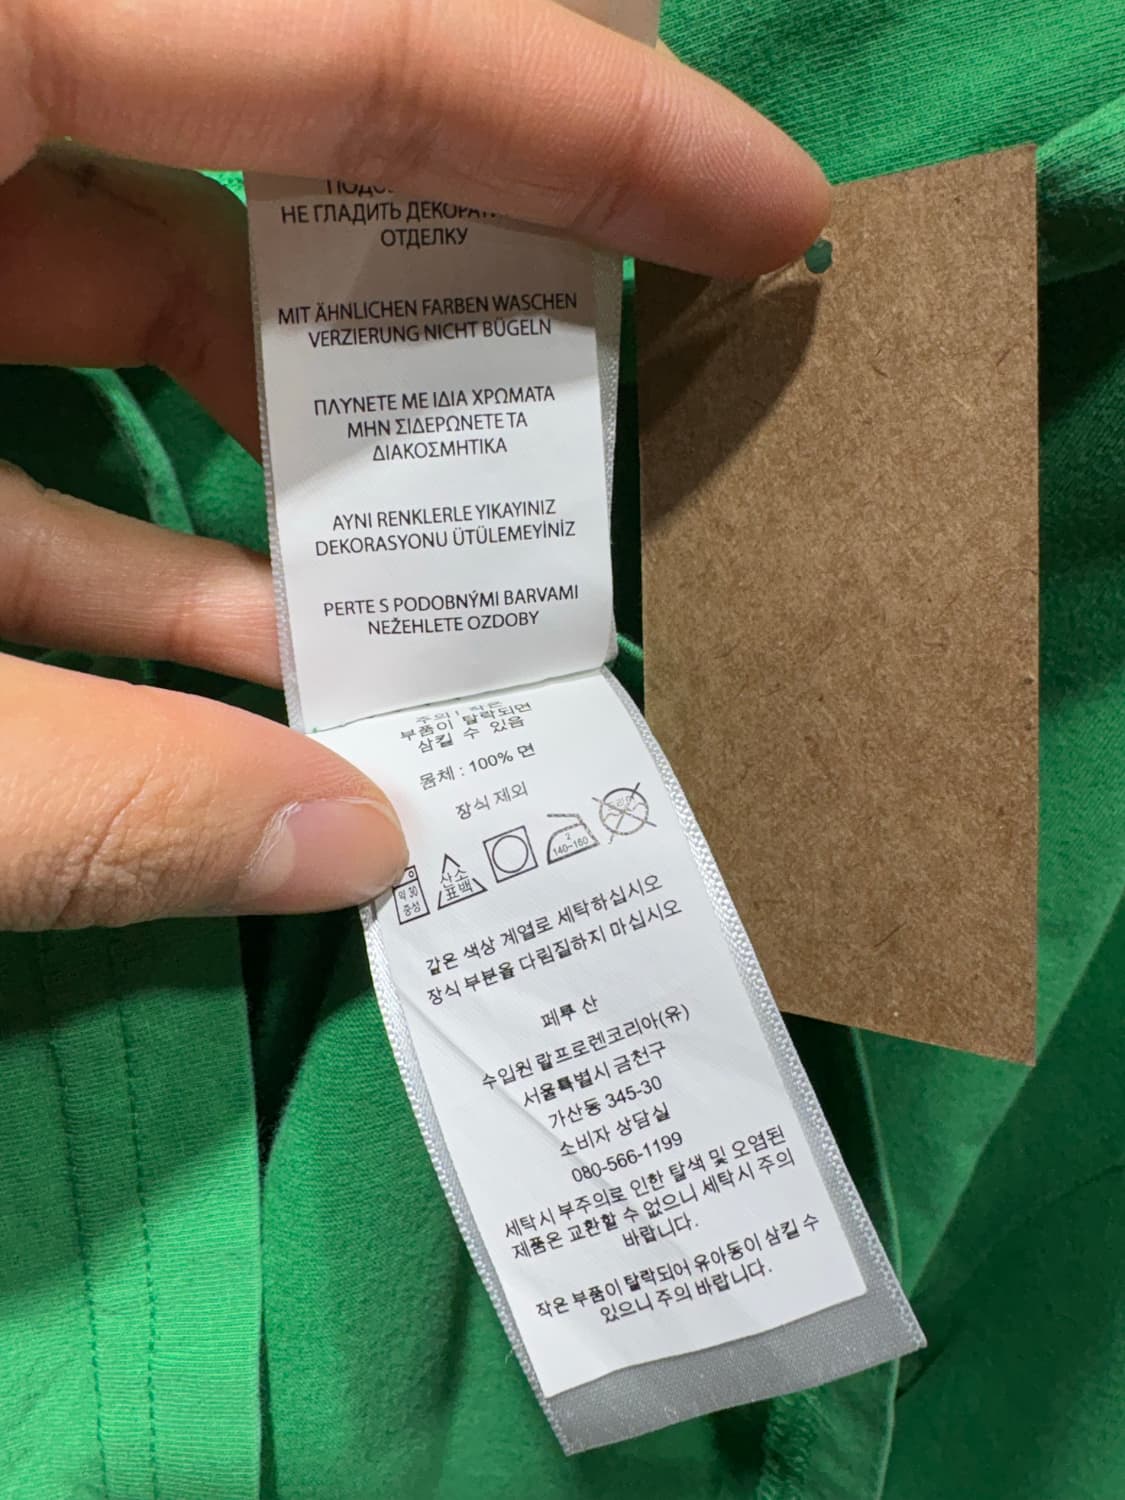 НЕ ГЛАДИТЬ
ОТДЕЛКУ
MIT ÄHNLICHEN FARBEN WASCHEN
VERZIERUNG NICHT BÜGELN
ΠΛΥΝΕΤΕ ΜΕ ΙΔΙΑ ΧΡΩΜΑΤΑ
ΜΗΝ ΣΙΔΕΡΩΝΕΤΕ ΤΑ
ΔΙΑΚΟΣΜΗΤΙΚΑ
AYNI RENKLERLE YIKAYINIZ
DEKORASYONU ÜTÜLEMEYİNİZ
PERTE S PODOBNÝMI BARVAMI
NEŽEHLETE OZDOBY
주의! 작은
부품이 탈락되면
삼킬 수 있음
몸체 : 100% 면
장식 제외
약 30
중성
산소
표백
2
140~160
드라이
같은 색상 계열로 세탁하십시오
장식 부분을 다림질하지 마십시오
페루 산
수입원 랄프로렌코리아(유)
서울특별시 금천구
가산동 345-30
소비자 상담실
080-566-1199
세탁시 부주의로 인한 탈색 및 오염된
제품은 교환할 수 없으니 세탁시 주의
바랍니다.
작은 부품이 탈락되어 유아동이 삼킬 수
있으니 주의 바랍니다.